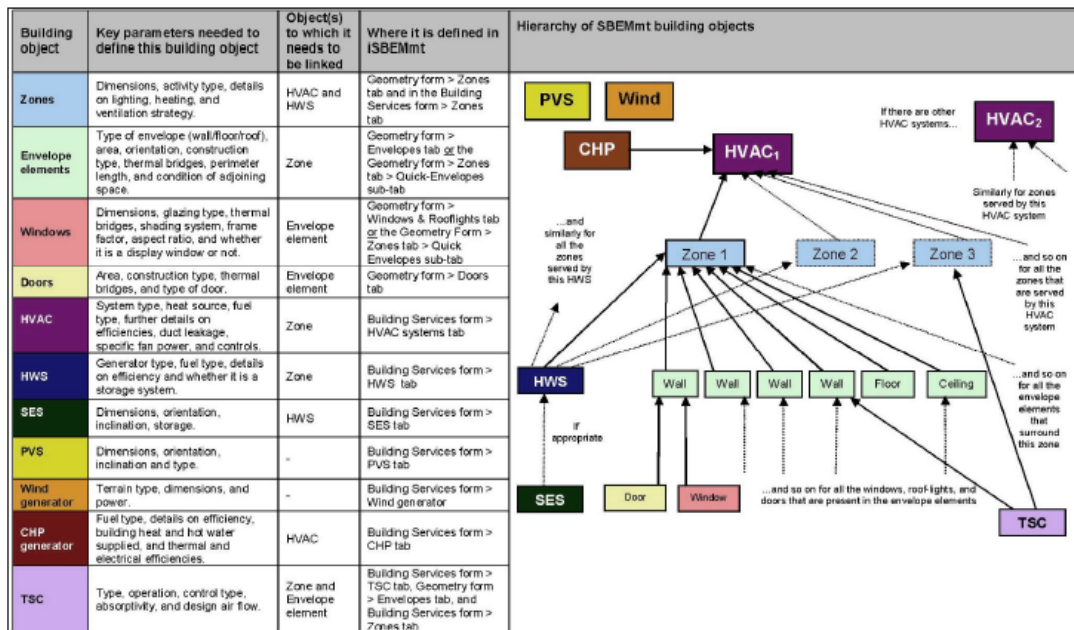 Building object
Key parameters needed to define this building object
Object(s) to which it needs to be linked
Where it is defined in iSBEMmt
Hierarchy of SBEMmt building objects
Zones
Dimensions, activity type, details on lighting, heating, and ventilation strategy.
HVAC and HWS
Geometry form > Zones tab and in the Building Services form > Zones tab
Envelope elements
Type of envelope (wall/floor/roof), area, orientation, construction type, thermal bridges, perimeter length, and condition of adjoining space.
Zone
Geometry form > Envelopes tab or the Geometry form > Zones tab > Quick-Envelopes sub-tab
Windows
Dimensions, glazing type, thermal bridges, shading system, frame factor, aspect ratio, and whether it is a display window or not.
Envelope element
Geometry form > Windows & Rooflights tab or the Geometry Form > Zones tab > Quick Envelopes sub-tab
Doors
Area, construction type, thermal bridges, and type of door.
Envelope element
Geometry form > Doors tab
HVAC
System type, heat source, fuel type, further details on efficiencies, duct leakage, specific fan power, and controls.
Zone
Building Services form > HVAC systems tab
HWS
Generator type, fuel type, details on efficiency and whether it is a storage system.
Zone
Building Services form > HWS tab
SES
Dimensions, orientation, inclination, storage.
HWS
Building Services form > SES tab
PVS
Dimensions, orientation, inclination and type.
-
Building Services form > PVS tab
Wind generator
Terrain type, dimensions, and power.
-
Building Services form > Wind generator
CHP generator
Fuel type, details on efficiency, building heat and hot water supplied, and thermal and electrical efficiencies.
HVAC
Building Services form > CHP tab
TSC
Type, operation, control type, absorptivity, and design air flow.
Zone and Envelope element
Building Services form > TSC tab, Geometry form > Envelopes tab, and Building Services form > Zones tab
PVS
Wind
CHP
HVAC1
If there are other HVAC systems...
HVAC2
Similarly for zones served by this HVAC system
...and similarly for all the zones served by this HWS
Zone 1
Zone 2
Zone 3
...and so on for all the zones that are served by this HVAC system
HWS
Wall
Wall
Wall
Wall
Floor
Ceiling
...and so on for all the envelope elements that surround this zone
If appropriate
SES
Door
Window
...and so on for all the windows, roof-lights, and doors that are present in the envelope elements
TSC